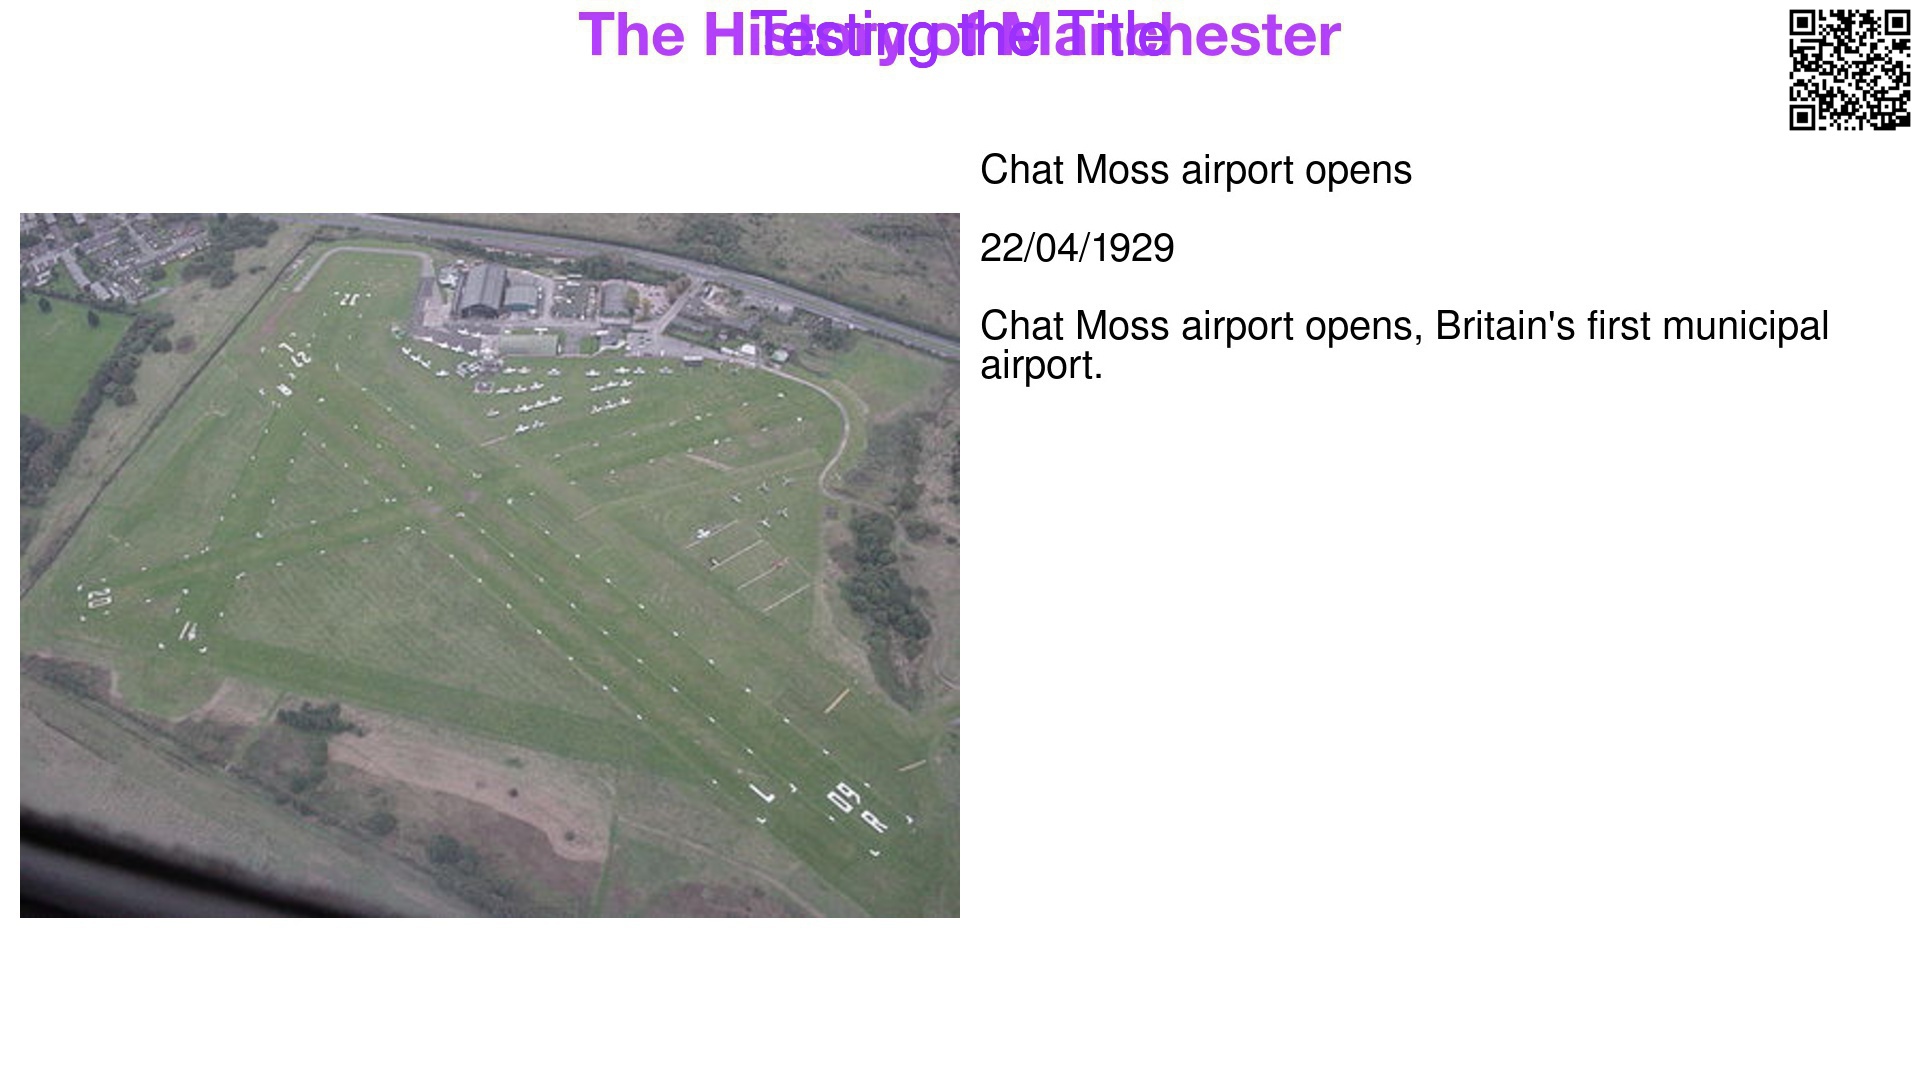 The History of Manchester
Testing the Title
Chat Moss airport opens
22/04/1929
Chat Moss airport opens, Britain's first municipal
airport.
20
11
L
09
R